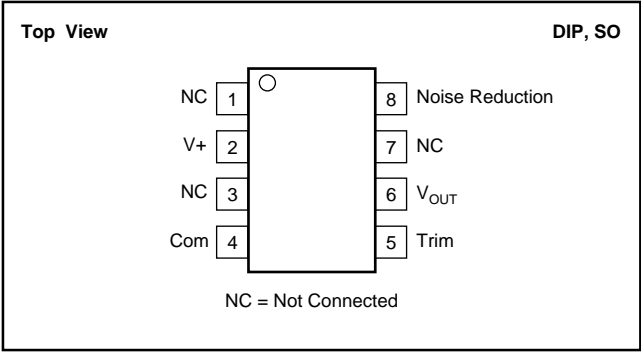 Top View DIP, SO
NC 1 8 Noise Reduction
V+ 2 7 NC
NC 3 6 VOUT
Com 4 5 Trim
NC = Not Connected